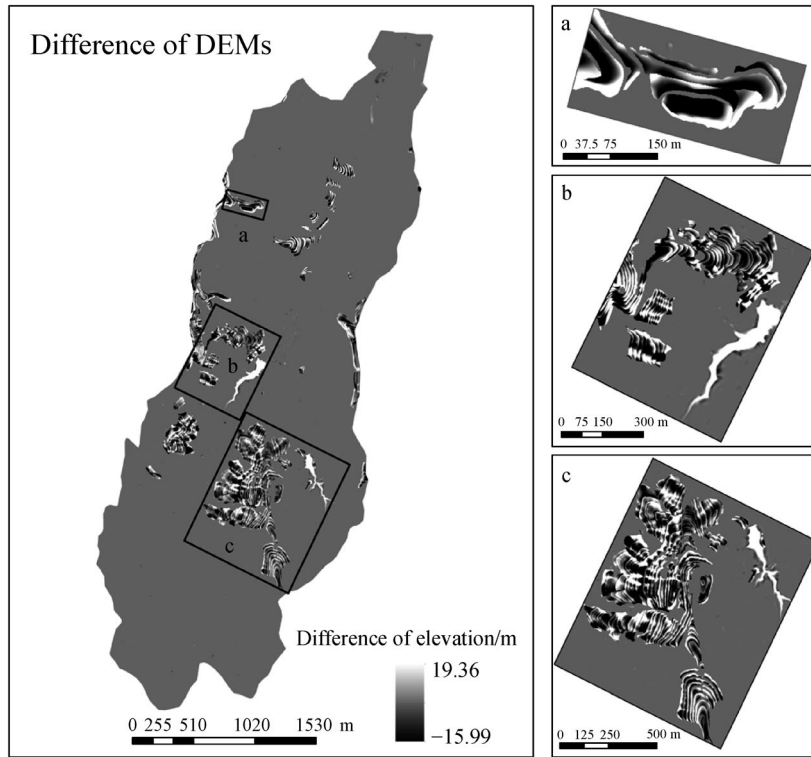 Difference of DEMs
a
b
c
Difference of elevation/m
19.36
−15.99
0 255 510 1020 1530 m
a
0 37.5 75 150 m
b
0 75 150 300 m
c
0 125 250 500 m